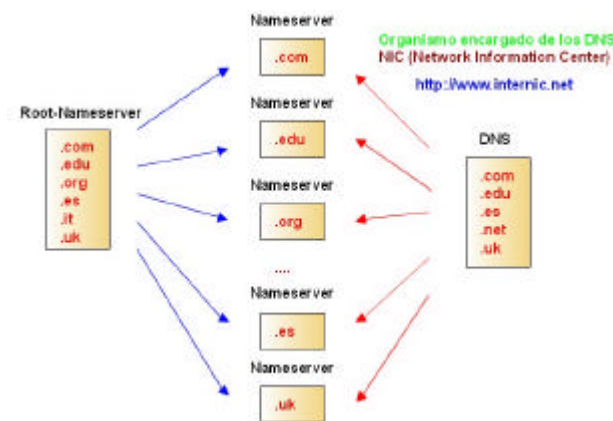 Organismo encargado de los DNS
NIC (Network Information Center)
http://www.internic.net
Root-Nameserver
.com
.edu
.org
.es
.it
.uk
Nameserver
.com
Nameserver
.edu
Nameserver
.org
....
Nameserver
.es
Nameserver
.uk
DNS
.com
.edu
.es
.net
.uk